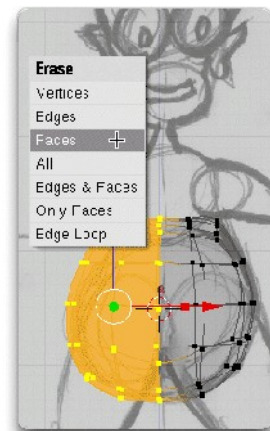 Erase
Vertices
Edges
Faces
All
Edges & Faces
Only Faces
Edge Loop